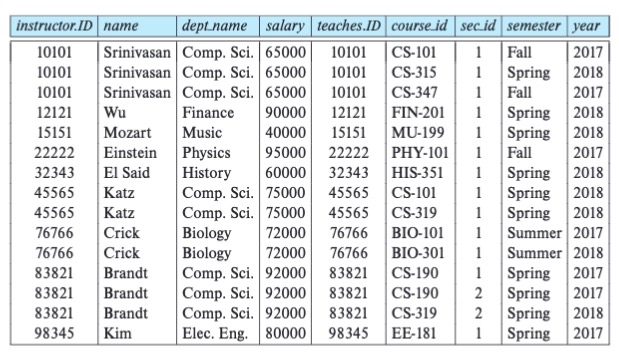 instructor.ID name dept_name salary teaches.ID course_id sec_id semester year
10101 Srinivasan Comp. Sci. 65000 10101 CS-101 1 Fall 2017
10101 Srinivasan Comp. Sci. 65000 10101 CS-315 1 Spring 2018
10101 Srinivasan Comp. Sci. 65000 10101 CS-347 1 Fall 2017
12121 Wu Finance 90000 12121 FIN-201 1 Spring 2018
15151 Mozart Music 40000 15151 MU-199 1 Spring 2018
22222 Einstein Physics 95000 22222 PHY-101 1 Fall 2017
32343 El Said History 60000 32343 HIS-351 1 Spring 2018
45565 Katz Comp. Sci. 75000 45565 CS-101 1 Spring 2018
45565 Katz Comp. Sci. 75000 45565 CS-319 1 Spring 2018
76766 Crick Biology 72000 76766 BIO-101 1 Summer 2017
76766 Crick Biology 72000 76766 BIO-301 1 Summer 2018
83821 Brandt Comp. Sci. 92000 83821 CS-190 1 Spring 2017
83821 Brandt Comp. Sci. 92000 83821 CS-190 2 Spring 2017
83821 Brandt Comp. Sci. 92000 83821 CS-319 2 Spring 2018
98345 Kim Elec. Eng. 80000 98345 EE-181 1 Spring 2017